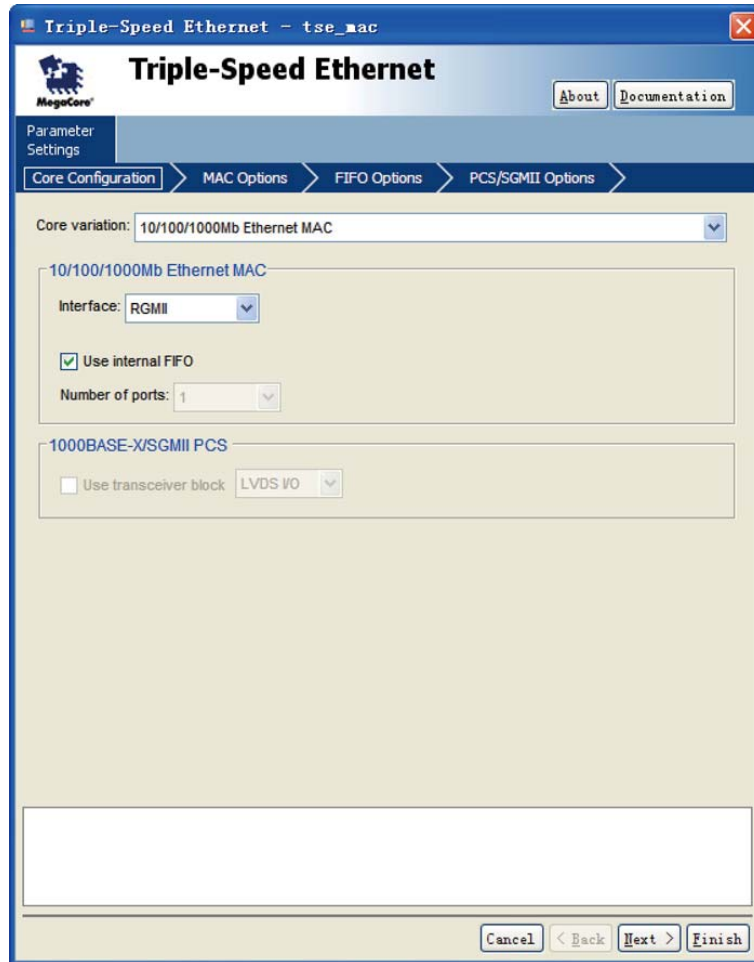 Triple-Speed Ethernet - tse_mac
MegaCore®
Triple-Speed Ethernet
About
Documentation
Parameter
Settings
Core Configuration
MAC Options
FIFO Options
PCS/SGMII Options
Core variation: 10/100/1000Mb Ethernet MAC
10/100/1000Mb Ethernet MAC
Interface: RGMII
Use internal FIFO
Number of ports: 1
1000BASE-X/SGMII PCS
Use transceiver block LVDS I/O
Cancel
< Back
Next >
Finish